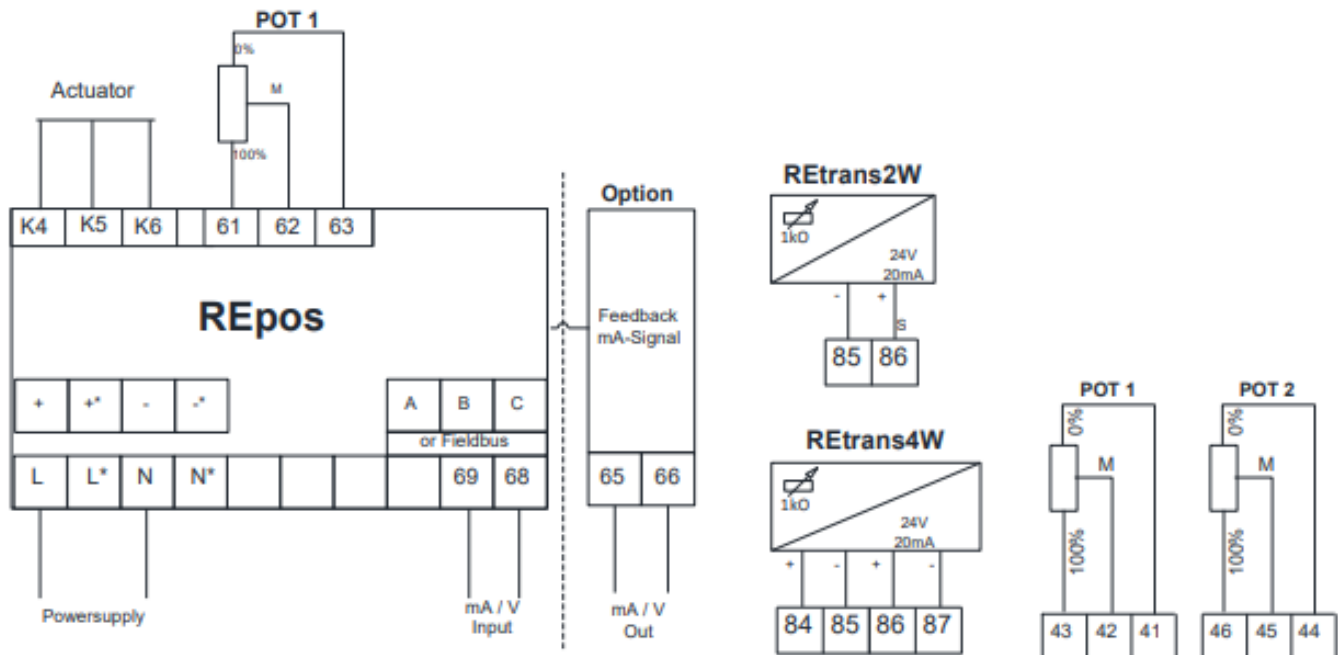 POT 1
0%
M
100%
Actuator
K4 K5 K6 61 62 63
REpos
+ +* - -*
A B C
or Fieldbus
L L* N N* 69 68
Powersupply
mA / V
Input
Option
Feedback
mA-Signal
65 66
mA / V
Out
REtrans2W
1kO
24V
20mA
- +
S
85 86
REtrans4W
1kO
24V
20mA
+ - + -
84 85 86 87
POT 1
0%
M
100%
43 42 41
POT 2
0%
M
100%
46 45 44